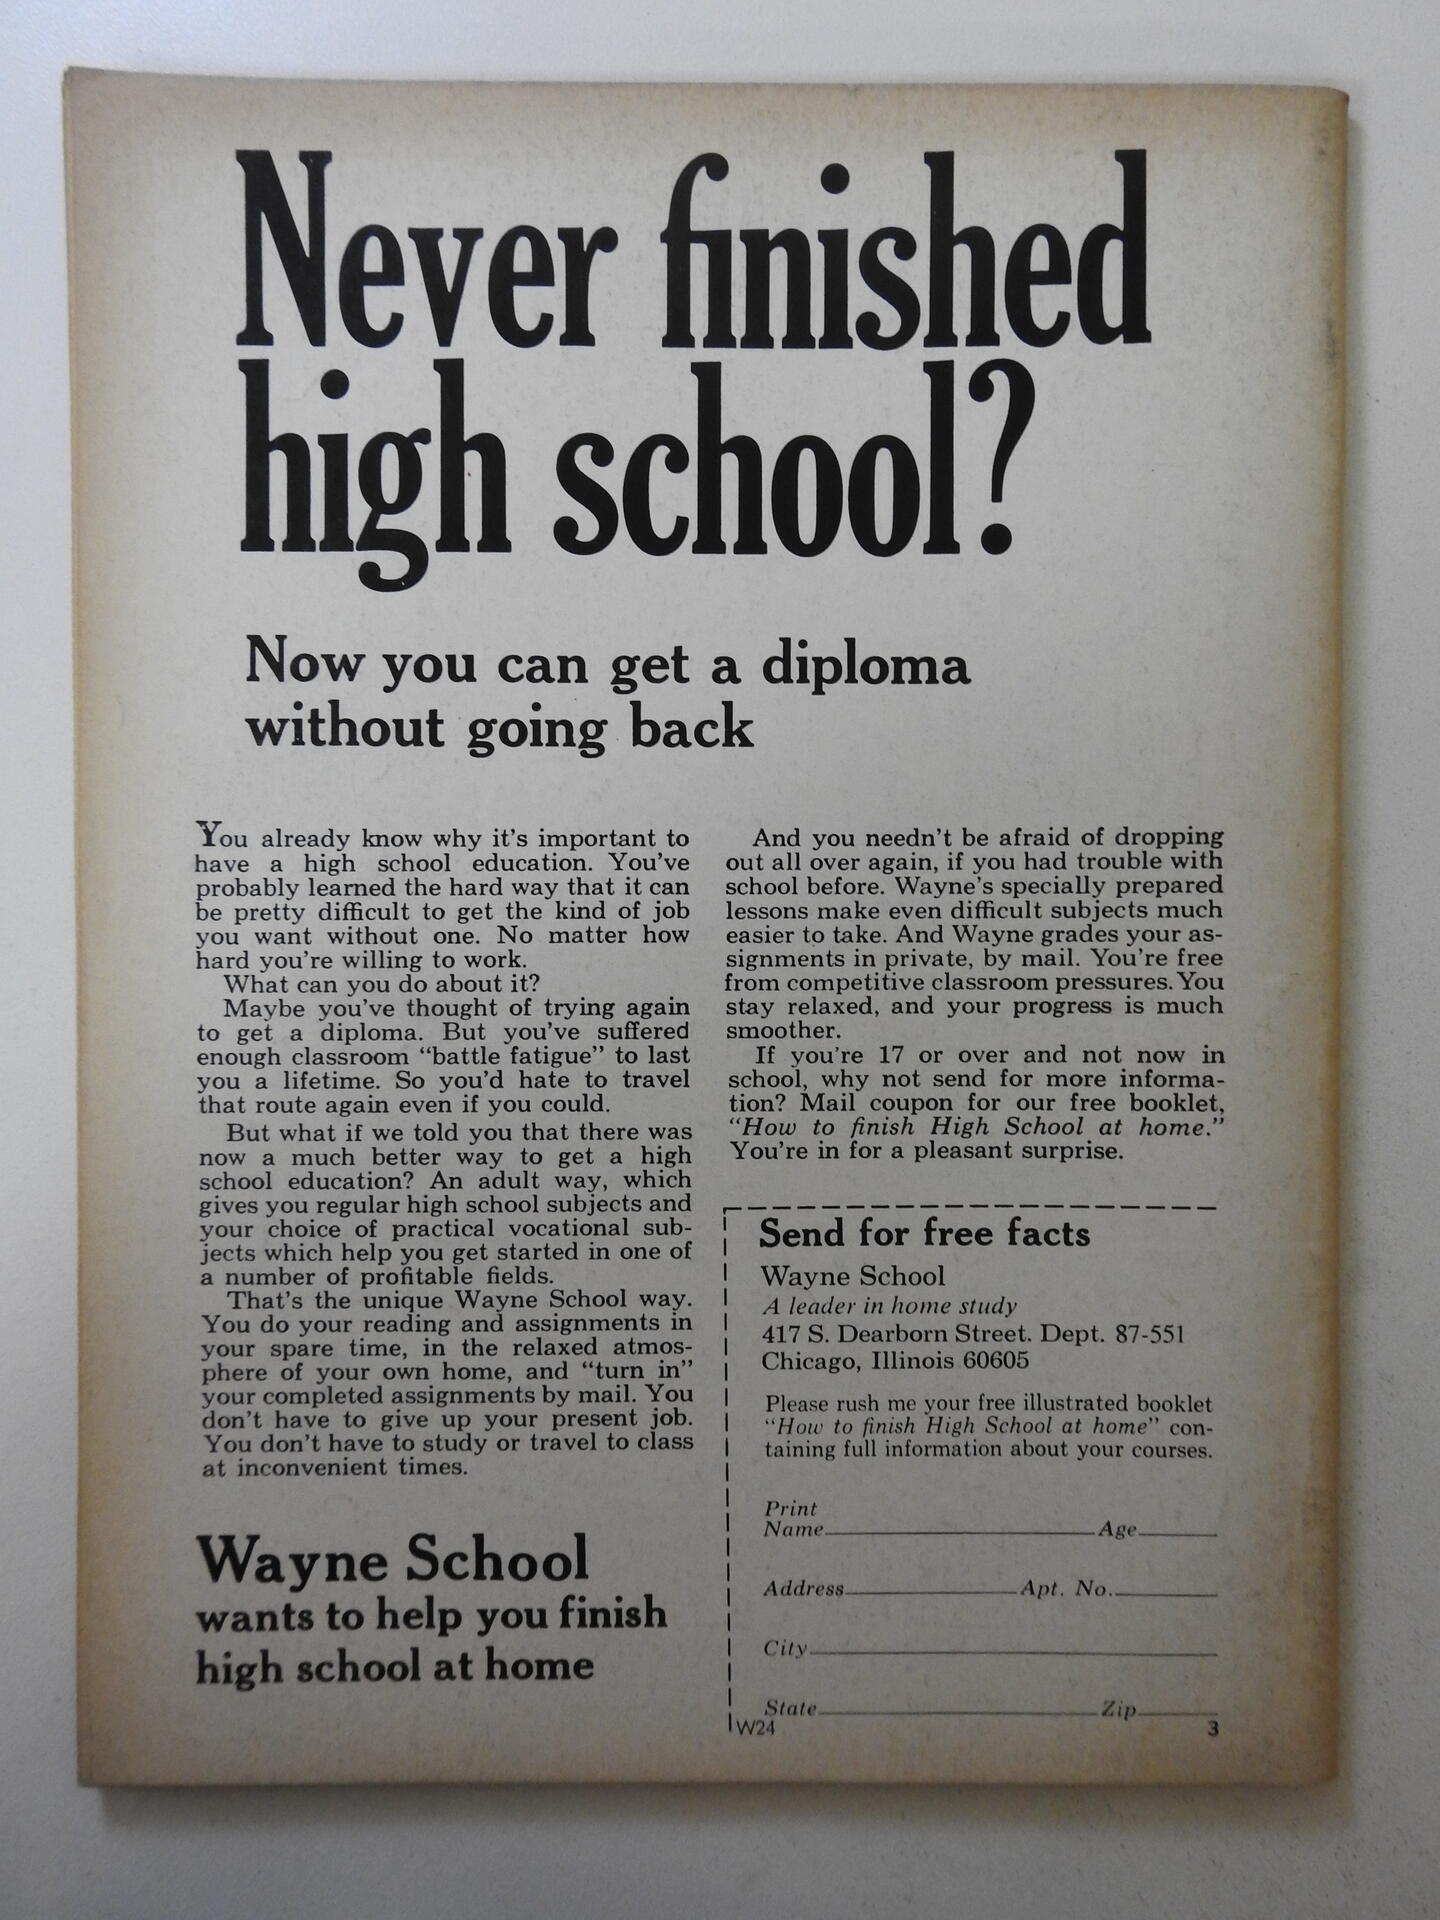 Never finished
high school?
Now you can get a diploma
without going back
You already know why it's important to
have a high school education. You've
probably learned the hard way that it can
be pretty difficult to get the kind of job
you want without one. No matter how
hard you're willing to work.
What can you do about it?
Maybe you've thought of trying again
to get a diploma. But you've suffered
enough classroom “battle fatigue” to last
you a lifetime. So you'd hate to travel
that route again even if you could.
But what if we told you that there was
now a much better way to get a high
school education? An adult way, which
gives you regular high school subjects and
your choice of practical vocational sub-
jects which help you get started in one of
a number of profitable fields.
That's the unique Wayne School way.
You do your reading and assignments in
your spare time, in the relaxed atmos-
phere of your own home, and “turn in”
your completed assignments by mail. You
don't have to give up your present job.
You don't have to study or travel to class
at inconvenient times.
Wayne School
wants to help you finish
high school at home
And you needn't be afraid of dropping
out all over again, if you had trouble with
school before. Wayne's specially prepared
lessons make even difficult subjects much
easier to take. And Wayne grades your as-
signments in private, by mail. You're free
from competitive classroom pressures. You
stay relaxed, and your progress is much
smoother.
If you're 17 or over and not now in
school, why not send for more informa-
tion? Mail coupon for our free booklet,
“How to finish High School at home.”
You're in for a pleasant surprise.
Send for free facts
Wayne School
A leader in home study
417 S. Dearborn Street. Dept. 87-551
Chicago, Illinois 60605
Please rush me your free illustrated booklet
“How to finish High School at home” con-
taining full information about your courses.
Print
Name Age
Address Apt. No.
City
State Zip
W24 3